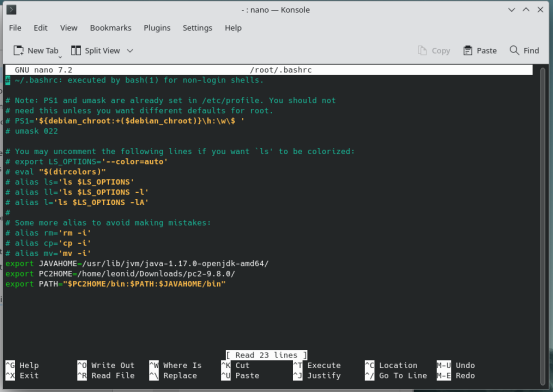 - : nano — Konsole
File Edit View Bookmarks Plugins Settings Help
New Tab Split View Copy Paste Find
GNU nano 7.2 /root/.bashrc
# ~/.bashrc: executed by bash(1) for non-login shells.
# Note: PS1 and umask are already set in /etc/profile. You should not
# need this unless you want different defaults for root.
# PS1='${debian_chroot:+($debian_chroot)}\h:\w\$ '
# umask 022
# You may uncomment the following lines if you want `ls' to be colorized:
# export LS_OPTIONS='--color=auto'
# eval "$(dircolors)"
# alias ls='ls $LS_OPTIONS'
# alias ll='ls $LS_OPTIONS -l'
# alias l='ls $LS_OPTIONS -lA'
#
# Some more alias to avoid making mistakes:
# alias rm='rm -i'
# alias cp='cp -i'
# alias mv='mv -i'
export JAVAHOME=/usr/lib/jvm/java-1.17.0-openjdk-amd64/
export PC2HOME=/home/leonid/Downloads/pc2-9.8.0/
export PATH="$PC2HOME/bin:$PATH:$JAVAHOME/bin"
[ Read 23 lines ]
^G Help ^O Write Out ^W Where Is ^K Cut ^T Execute ^C Location M-U Undo
^X Exit ^R Read File ^\ Replace ^U Paste ^J Justify ^/ Go To Line M-E Redo